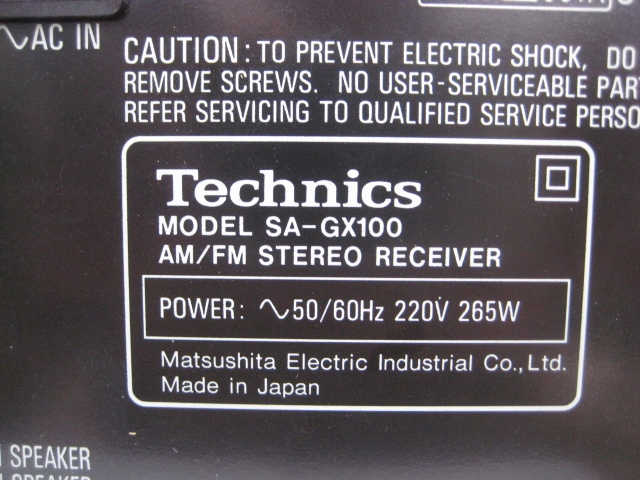 ∿AC IN
CAUTION: TO PREVENT ELECTRIC SHOCK, DO
REMOVE SCREWS. NO USER-SERVICEABLE PAR
REFER SERVICING TO QUALIFIED SERVICE PERSO
Technics
MODEL SA-GX100
AM/FM STEREO RECEIVER
POWER: ∿50/60Hz 220V 265W
Matsushita Electric Industrial Co., Ltd.
Made in Japan
SPEAKER
SPEAKER